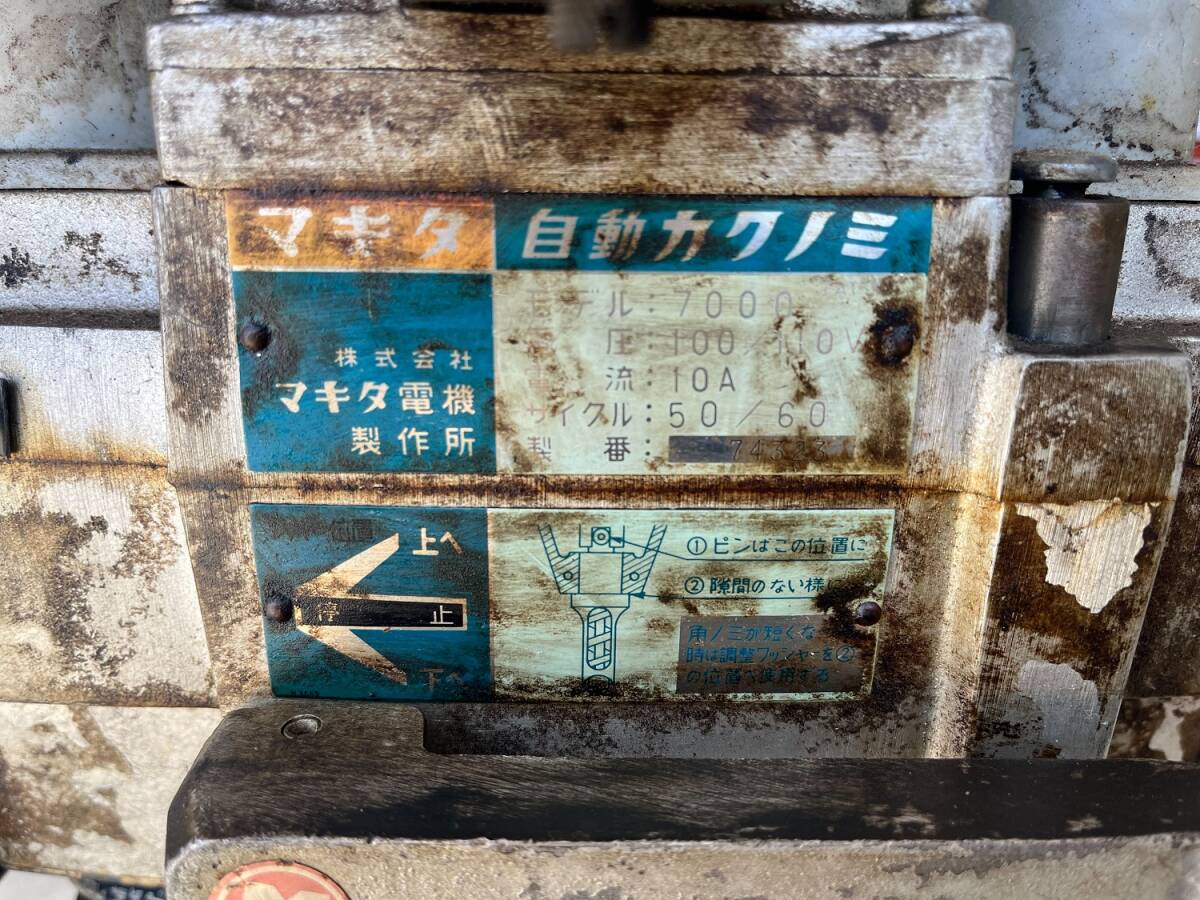 マキタ
自動カクノミ
株式会社
マキタ電機
製作所
モデル:7000
電圧:100/110V
電流:10A
サイクル:50/60
製番:
上へ
停止
下へ
①ピンはこの位置に
②隙間のない様に
角ノミが短くな
時は調整ワッシャーを②
の位置へ使用する